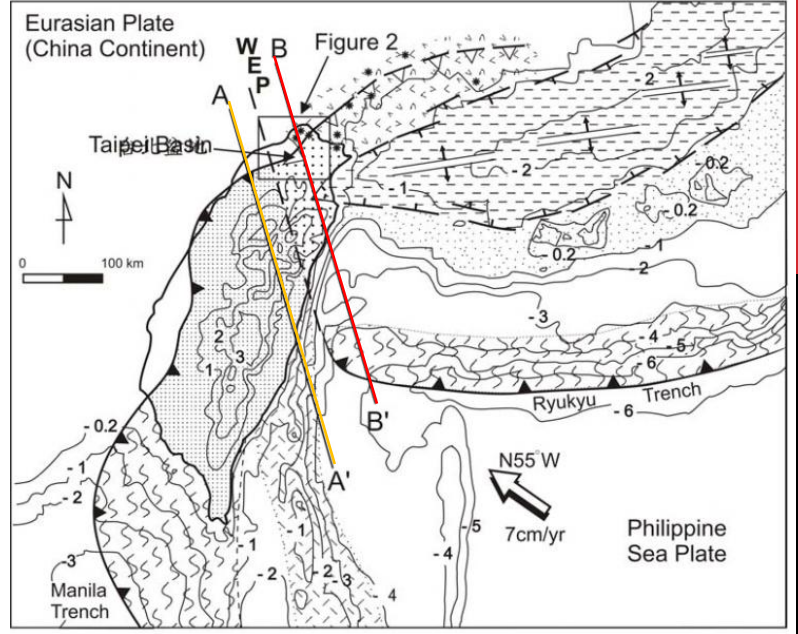 Eurasian Plate
(China Continent)
W
E
P
B
Figure 2
A
Taipei Basin
N
0 100 km
2
-2
-1
0.2
-0.2
-0.2
-1
-2
-3
-4
-5
-6
2
3
1
Ryukyu Trench
-6
B'
A'
-0.2
-1
-2
-3
N55°W
7cm/yr
-5
-4
-1
-2
-1
-2
-3
-4
Philippine
Sea Plate
Manila
Trench